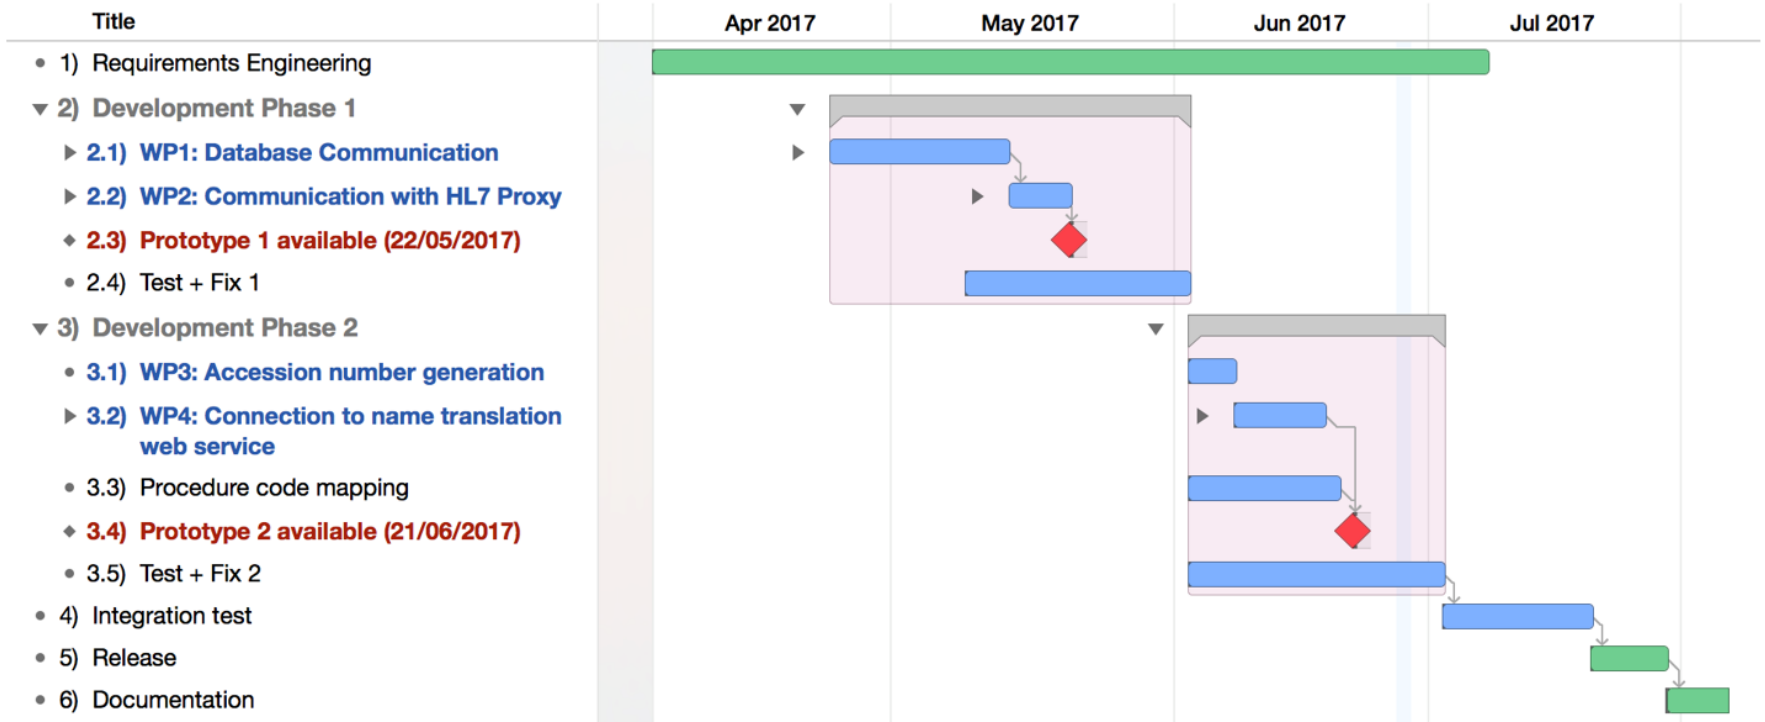 Title Apr 2017 May 2017 Jun 2017 Jul 2017
1) Requirements Engineering
2) Development Phase 1
2.1) WP1: Database Communication
2.2) WP2: Communication with HL7 Proxy
2.3) Prototype 1 available (22/05/2017)
2.4) Test + Fix 1
3) Development Phase 2
3.1) WP3: Accession number generation
3.2) WP4: Connection to name translation
web service
3.3) Procedure code mapping
3.4) Prototype 2 available (21/06/2017)
3.5) Test + Fix 2
4) Integration test
5) Release
6) Documentation